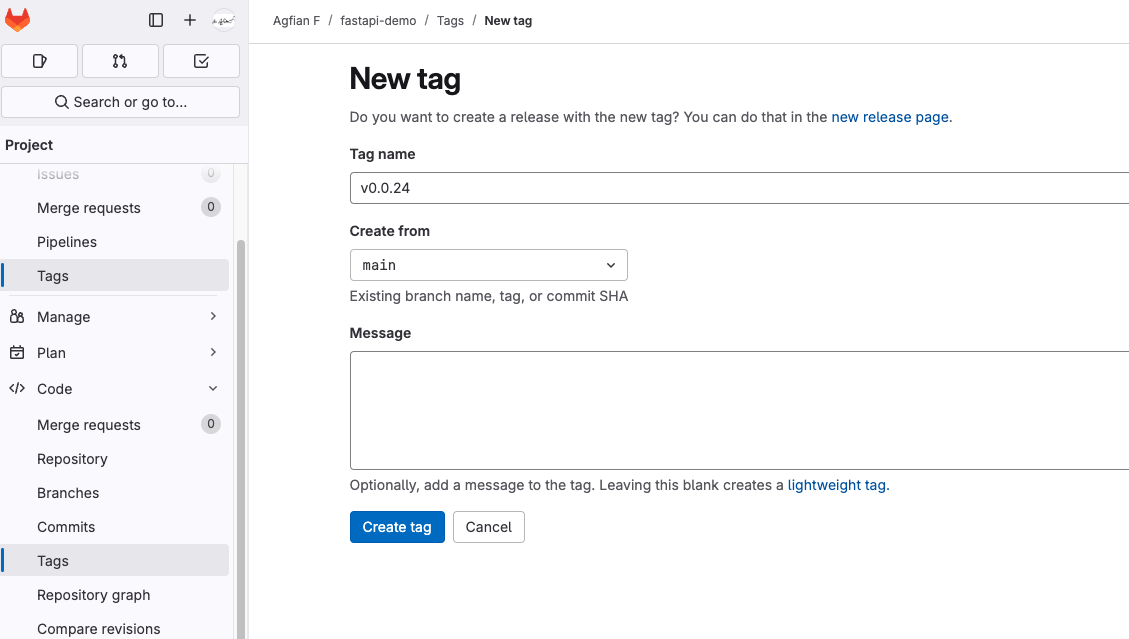 Search or go to...
Project
Issues 0
Merge requests 0
Pipelines
Tags
Manage
Plan
Code
Merge requests 0
Repository
Branches
Commits
Tags
Repository graph
Compare revisions
Agfian F / fastapi-demo / Tags / New tag
New tag
Do you want to create a release with the new tag? You can do that in the new release page.
Tag name
v0.0.24
Create from
main
Existing branch name, tag, or commit SHA
Message
Optionally, add a message to the tag. Leaving this blank creates a lightweight tag.
Create tag Cancel